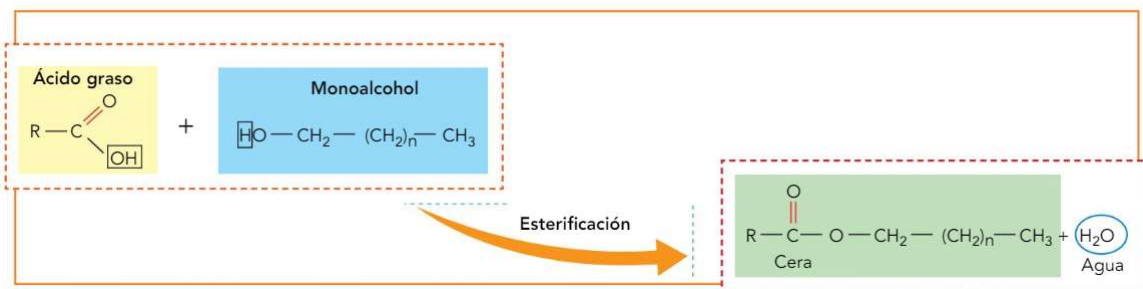 Ácido graso
O
R — C
OH
+
Monoalcohol
HO — CH₂ — (CH₂)ₙ — CH₃
Esterificación
O
R — C — O — CH₂ — (CH₂)ₙ — CH₃ + H₂O
Cera
Agua